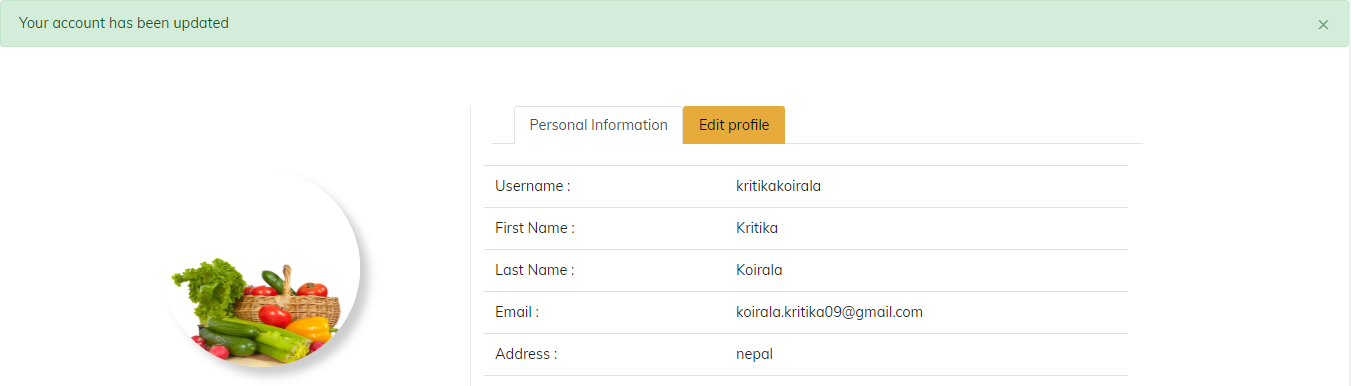 Your account has been updated ×
Personal Information Edit profile
Username : kritikakoirala
First Name : Kritika
Last Name : Koirala
Email : koirala.kritika09@gmail.com
Address : nepal